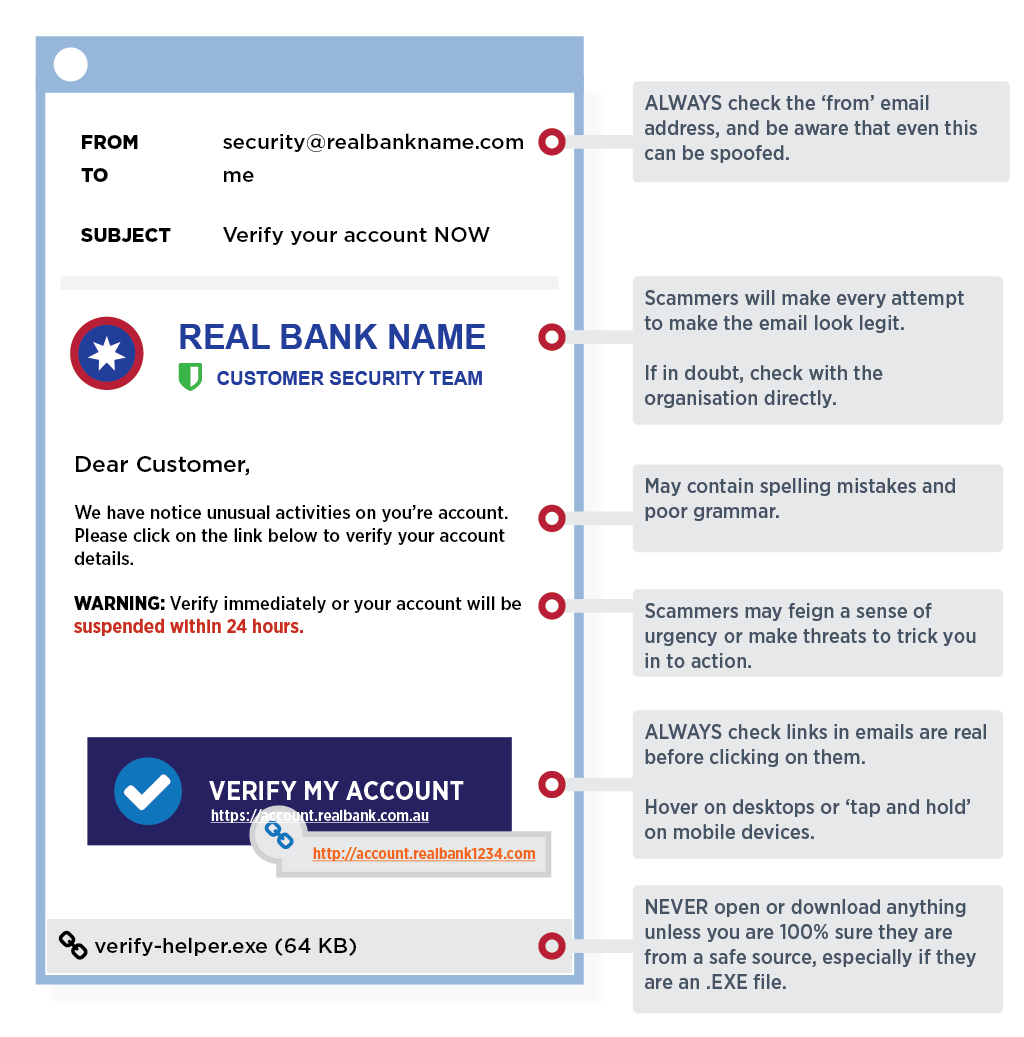 FROM security@realbankname.com
TO me
SUBJECT Verify your account NOW
REAL BANK NAME
CUSTOMER SECURITY TEAM
Dear Customer,
We have notice unusual activities on you’re account.
Please click on the link below to verify your account
details.
WARNING: Verify immediately or your account will be
suspended within 24 hours.
VERIFY MY ACCOUNT
https://account.realbank.com.au
http://account.realbank1234.com
verify-helper.exe (64 KB)
ALWAYS check the ‘from’ email
address, and be aware that even this
can be spoofed.
Scammers will make every attempt
to make the email look legit.
If in doubt, check with the
organisation directly.
May contain spelling mistakes and
poor grammar.
Scammers may feign a sense of
urgency or make threats to trick you
in to action.
ALWAYS check links in emails are real
before clicking on them.
Hover on desktops or ‘tap and hold’
on mobile devices.
NEVER open or download anything
unless you are 100% sure they are
from a safe source, especially if they
are an .EXE file.